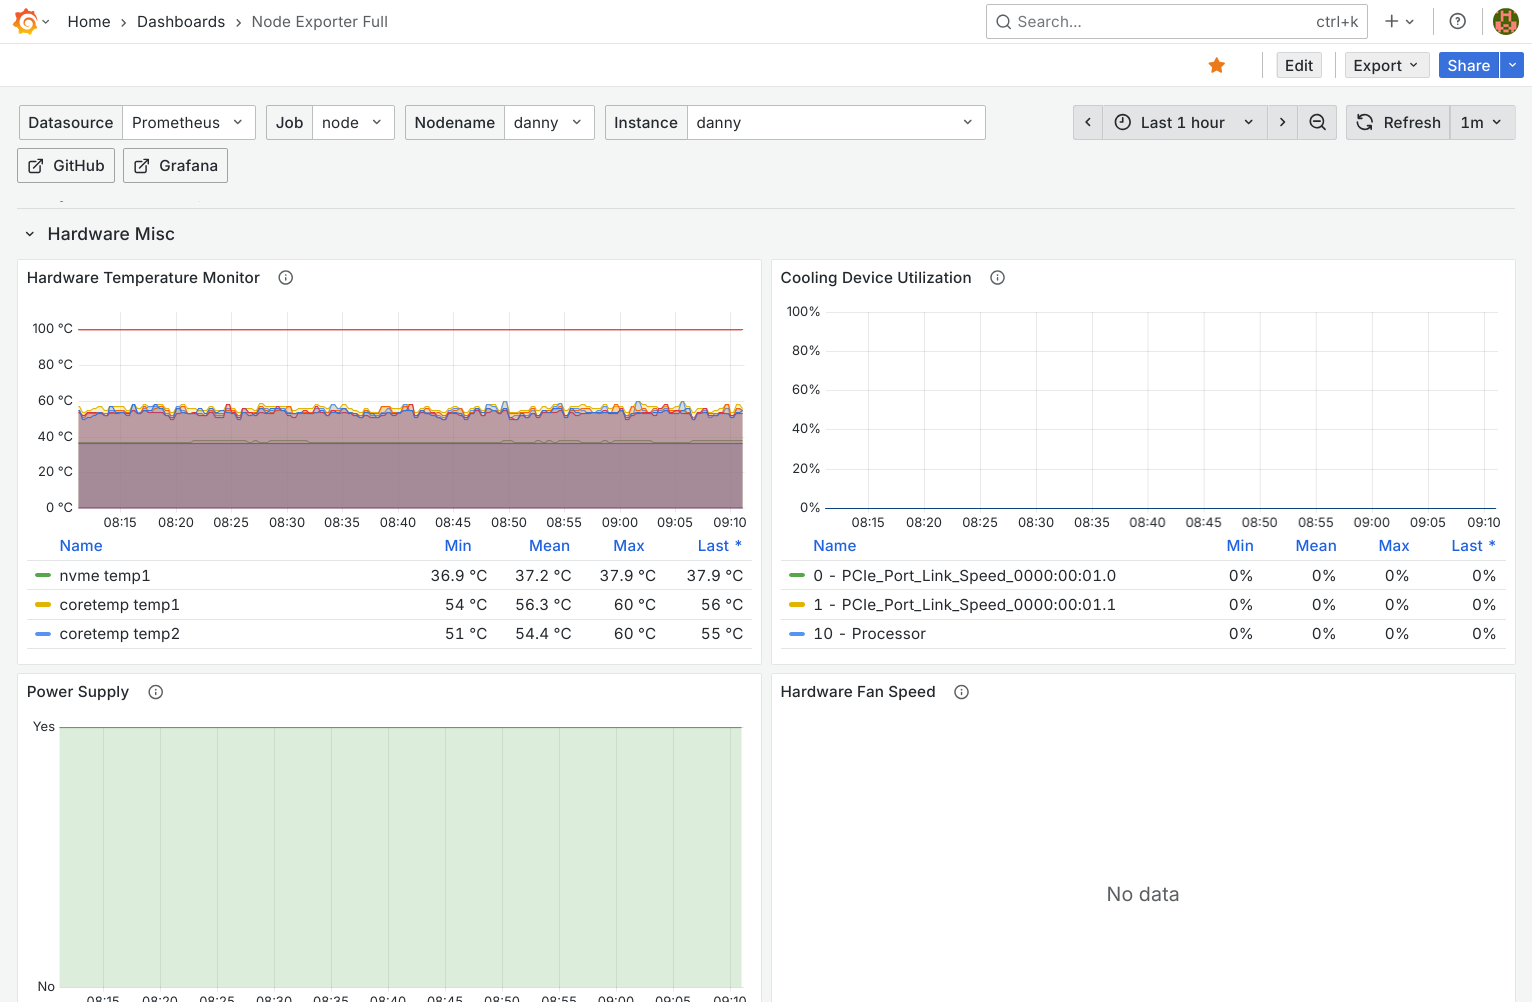 Home › Dashboards › Node Exporter Full
Search... ctrl+k
Edit Export Share
Datasource Prometheus Job node Nodename danny Instance danny Last 1 hour Refresh 1m
GitHub Grafana
Hardware Misc
Hardware Temperature Monitor
100 °C
80 °C
60 °C
40 °C
20 °C
0 °C
08:15 08:20 08:25 08:30 08:35 08:40 08:45 08:50 08:55 09:00 09:05 09:10
Name Min Mean Max Last *
nvme temp1 36.9 °C 37.2 °C 37.9 °C 37.9 °C
coretemp temp1 54 °C 56.3 °C 60 °C 56 °C
coretemp temp2 51 °C 54.4 °C 60 °C 55 °C
Cooling Device Utilization
100%
80%
60%
40%
20%
0%
08:15 08:20 08:25 08:30 08:35 08:40 08:45 08:50 08:55 09:00 09:05 09:10
Name Min Mean Max Last *
0 - PCIe_Port_Link_Speed_0000:00:01.0 0% 0% 0% 0%
1 - PCIe_Port_Link_Speed_0000:00:01.1 0% 0% 0% 0%
10 - Processor 0% 0% 0% 0%
Power Supply
Yes
No
08:15 08:20 08:25 08:30 08:35 08:40 08:45 08:50 08:55 09:00 09:05 09:10
Hardware Fan Speed
No data